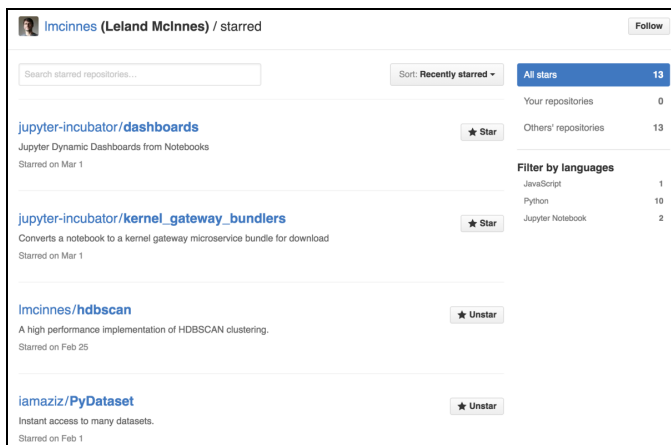 lmcinnes (Leland McInnes) / starred
Follow
Search starred repositories...
Sort: Recently starred
All stars 13
Your repositories 0
Others' repositories 13
Filter by languages
JavaScript 1
Python 10
Jupyter Notebook 2
jupyter-incubator/dashboards
Star
Jupyter Dynamic Dashboards from Notebooks
Starred on Mar 1
jupyter-incubator/kernel_gateway_bundlers
Star
Converts a notebook to a kernel gateway microservice bundle for download
Starred on Mar 1
lmcinnes/hdbscan
Unstar
A high performance implementation of HDBSCAN clustering.
Starred on Feb 25
iamaziz/PyDataset
Unstar
Instant access to many datasets.
Starred on Feb 1